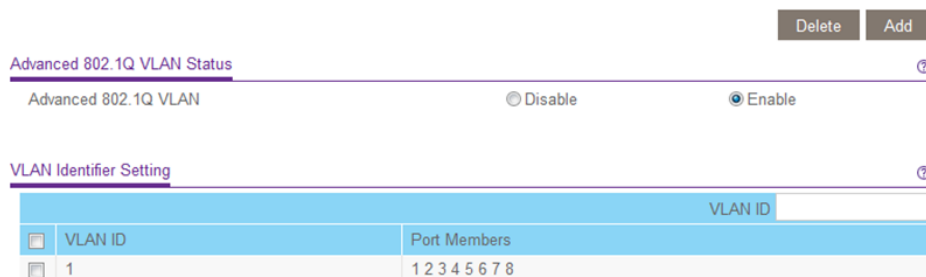 Delete Add
Advanced 802.1Q VLAN Status
Advanced 802.1Q VLAN Disable Enable
VLAN Identifier Setting
VLAN ID
VLAN ID Port Members
1 1 2 3 4 5 6 7 8